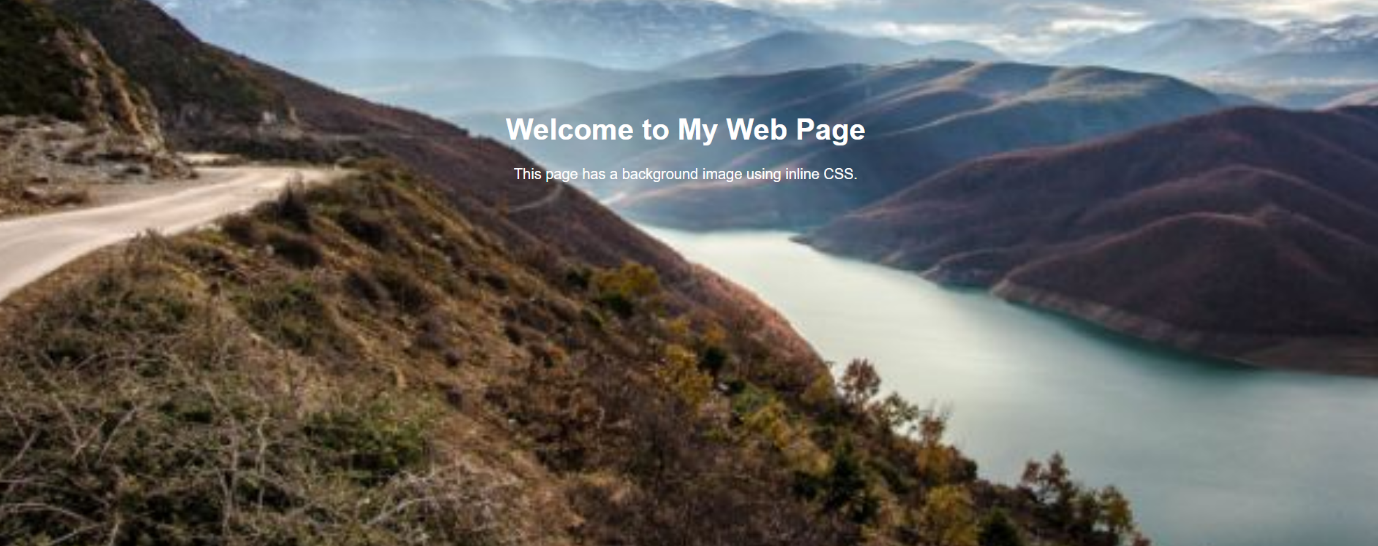 Welcome to My Web Page
This page has a background image using inline CSS.